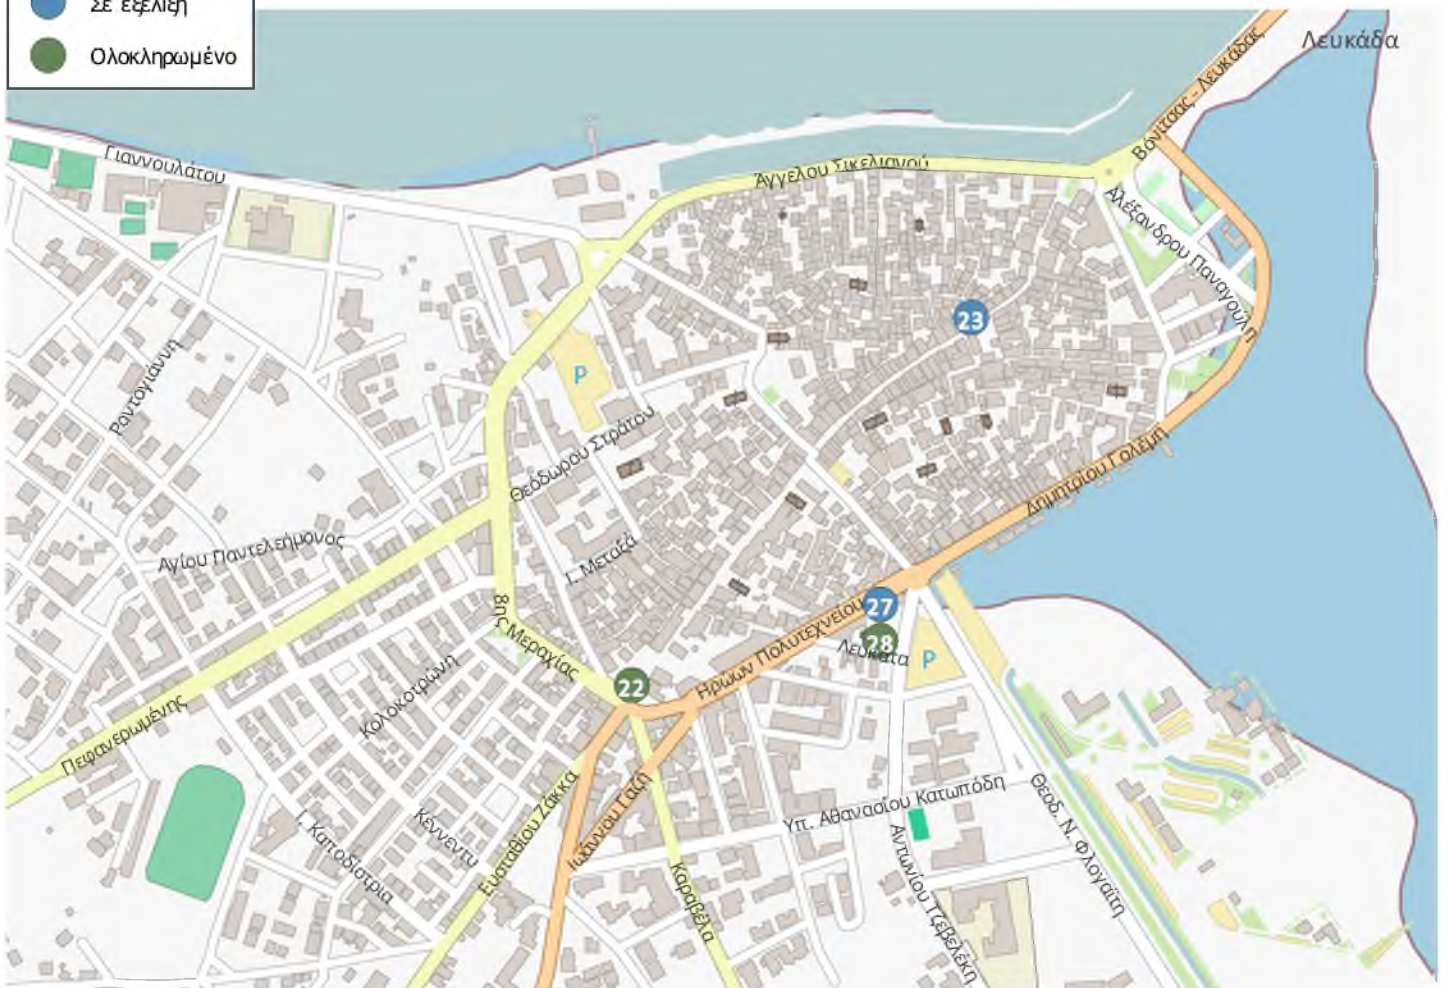 Σε εξέλιξη
Ολοκληρωμένο
Λευκάδα
Βόνιτσας - Λευκάδας
Γιαννουλάτου
Άγγελου Σικελιανού
Αλέξανδρου Παναγούλη
23
Ραντογιάννη
P
Θεόδωρου Στράτου
Δημητρίου Γολέμη
Αγίου Παντελεήμονος
Ι. Μεταξά
27
8ης Μεραρχίας
Ηρώων Πολυτεχνείου
28
Λευκάτα
P
22
Κολοκοτρώνη
Πεφανερωμένης
Ευσταθίου Ζάκκα
Ιωάννου Γαζή
Θεοδ. Ν. Φλογαΐτη
Υπ. Αθανασίου Κατωπόδη
Κέννεντυ
Ι. Καποδίστρια
Καραβέλα
Αντωνίου Τζεβελέκη